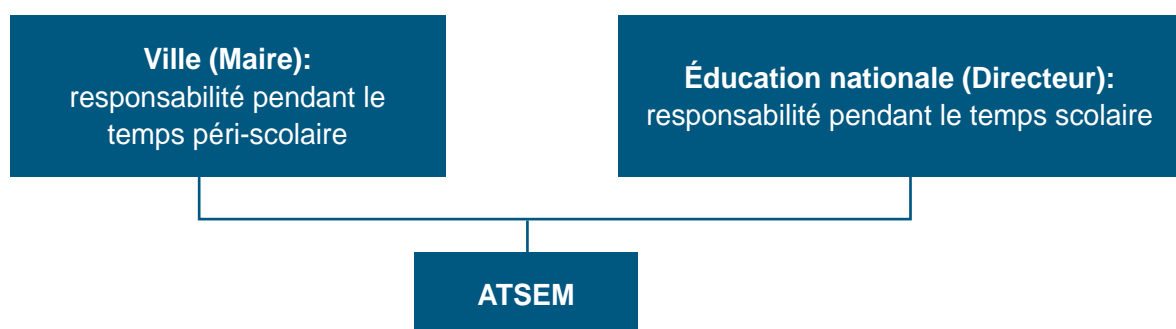 Ville (Maire):
responsabilité pendant le
temps péri-scolaire
Éducation nationale (Directeur):
responsabilité pendant le temps scolaire
ATSEM